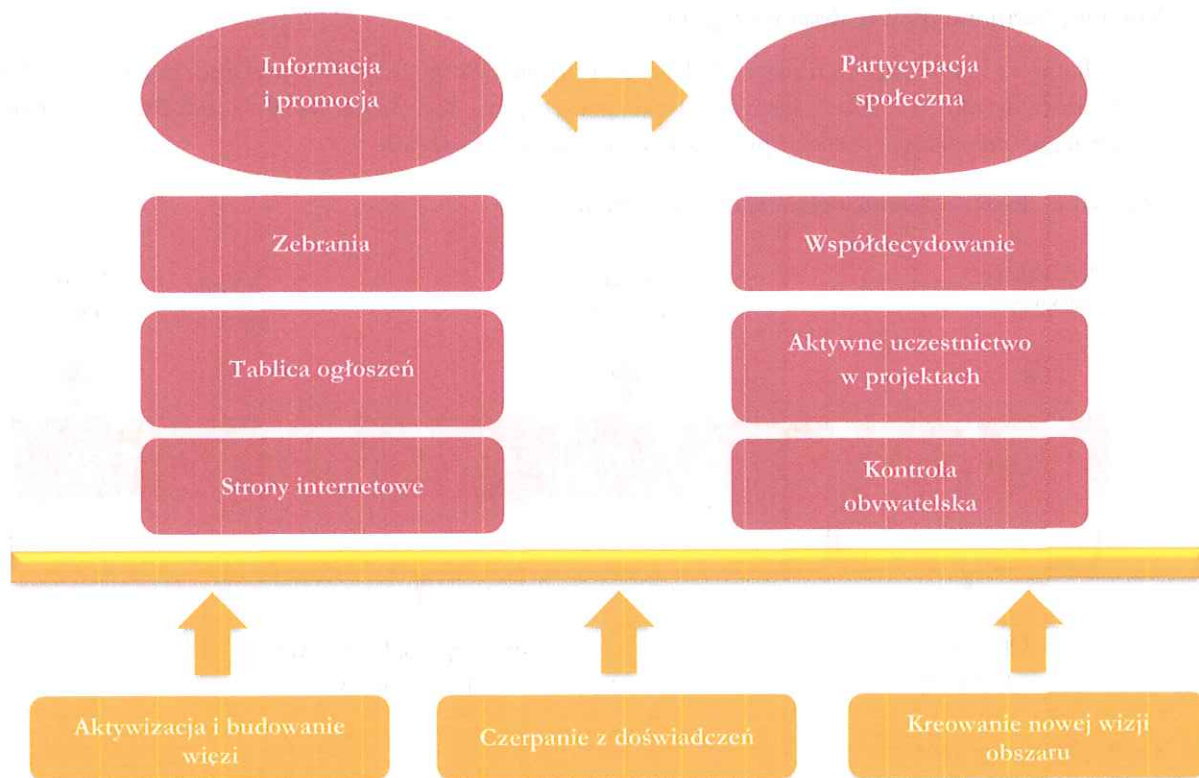 Informacja
i promocja
Partycypacja
społeczna
Zebrania
Współdecydowanie
Tablica ogłoszeń
Aktywne uczestnictwo
w projektach
Strony internetowe
Kontrola
obywatelska
Aktywizacja i budowanie
więzi
Czerpanie z doświadczeń
Kreowanie nowej wizji
obszaru